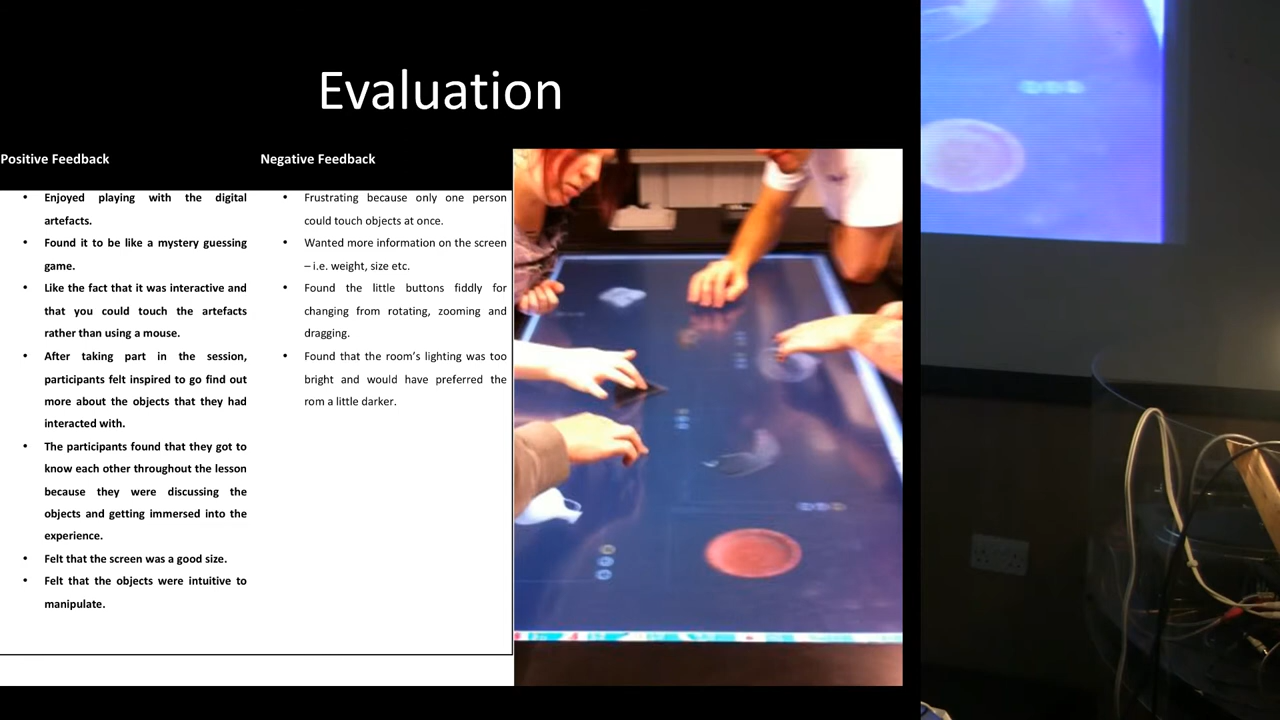 Evaluation
Positive Feedback
Negative Feedback
• Enjoyed playing with the digital
artefacts.
• Found it to be like a mystery guessing
game.
• Like the fact that it was interactive and
that you could touch the artefacts
rather than using a mouse.
• After taking part in the session,
participants felt inspired to go find out
more about the objects that they had
interacted with.
• The participants found that they got to
know each other throughout the lesson
because they were discussing the
objects and getting immersed into the
experience.
• Felt that the screen was a good size.
• Felt that the objects were intuitive to
manipulate.
• Frustrating because only one person
could touch objects at once.
• Wanted more information on the screen
– i.e. weight, size etc.
• Found the little buttons fiddly for
changing from rotating, zooming and
dragging.
• Found that the room's lighting was too
bright and would have preferred the
rom a little darker.